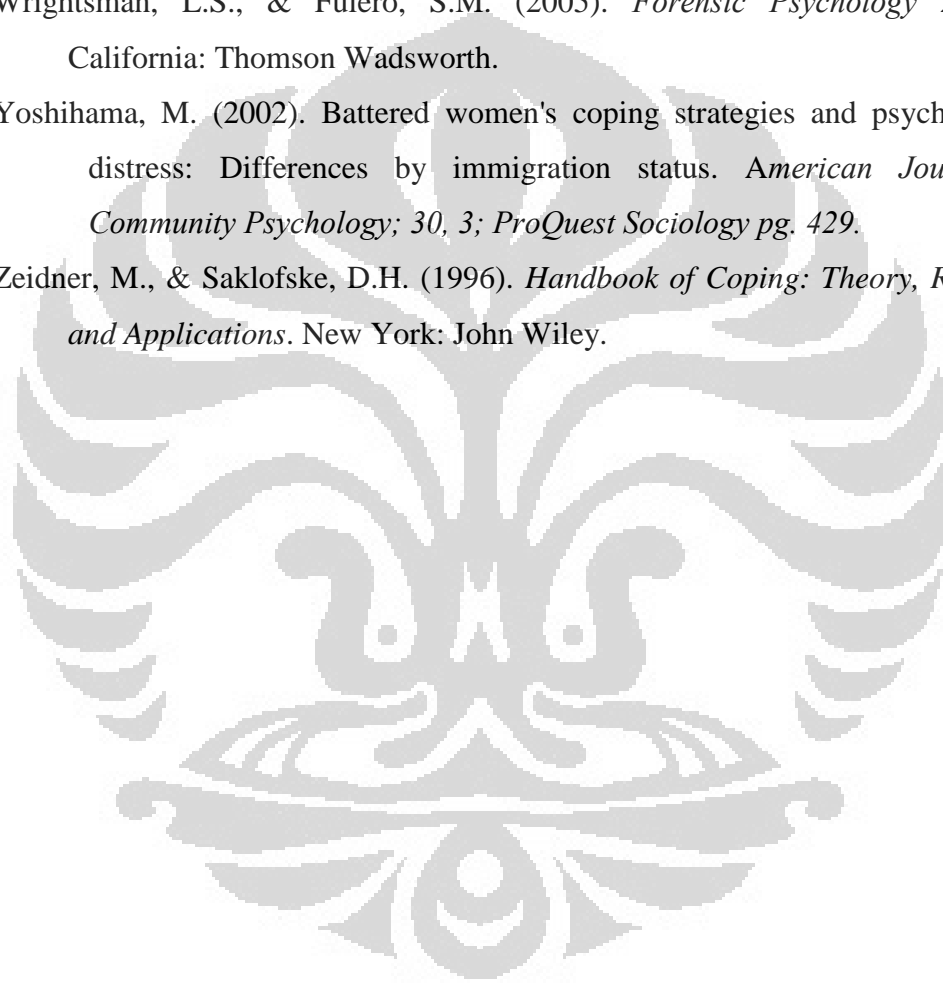 Wrightsman, L.S., & Fulero, S.M. (2005). Forensic Psychology
California: Thomson Wadsworth.
Yoshihama, M. (2002). Battered women's coping strategies and psych
distress: Differences by immigration status. American Jou
Community Psychology; 30, 3; ProQuest Sociology pg. 429.
Zeidner, M., & Saklofske, D.H. (1996). Handbook of Coping: Theory, R
and Applications. New York: John Wiley.